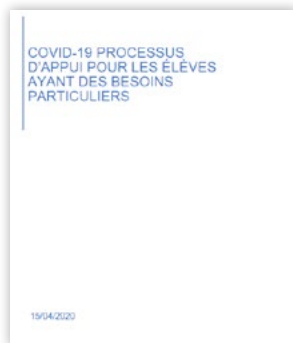 COVID-19 PROCESSUS
D'APPUI POUR LES ÉLÈVES
AYANT DES BESOINS
PARTICULIERS
15/04/2020